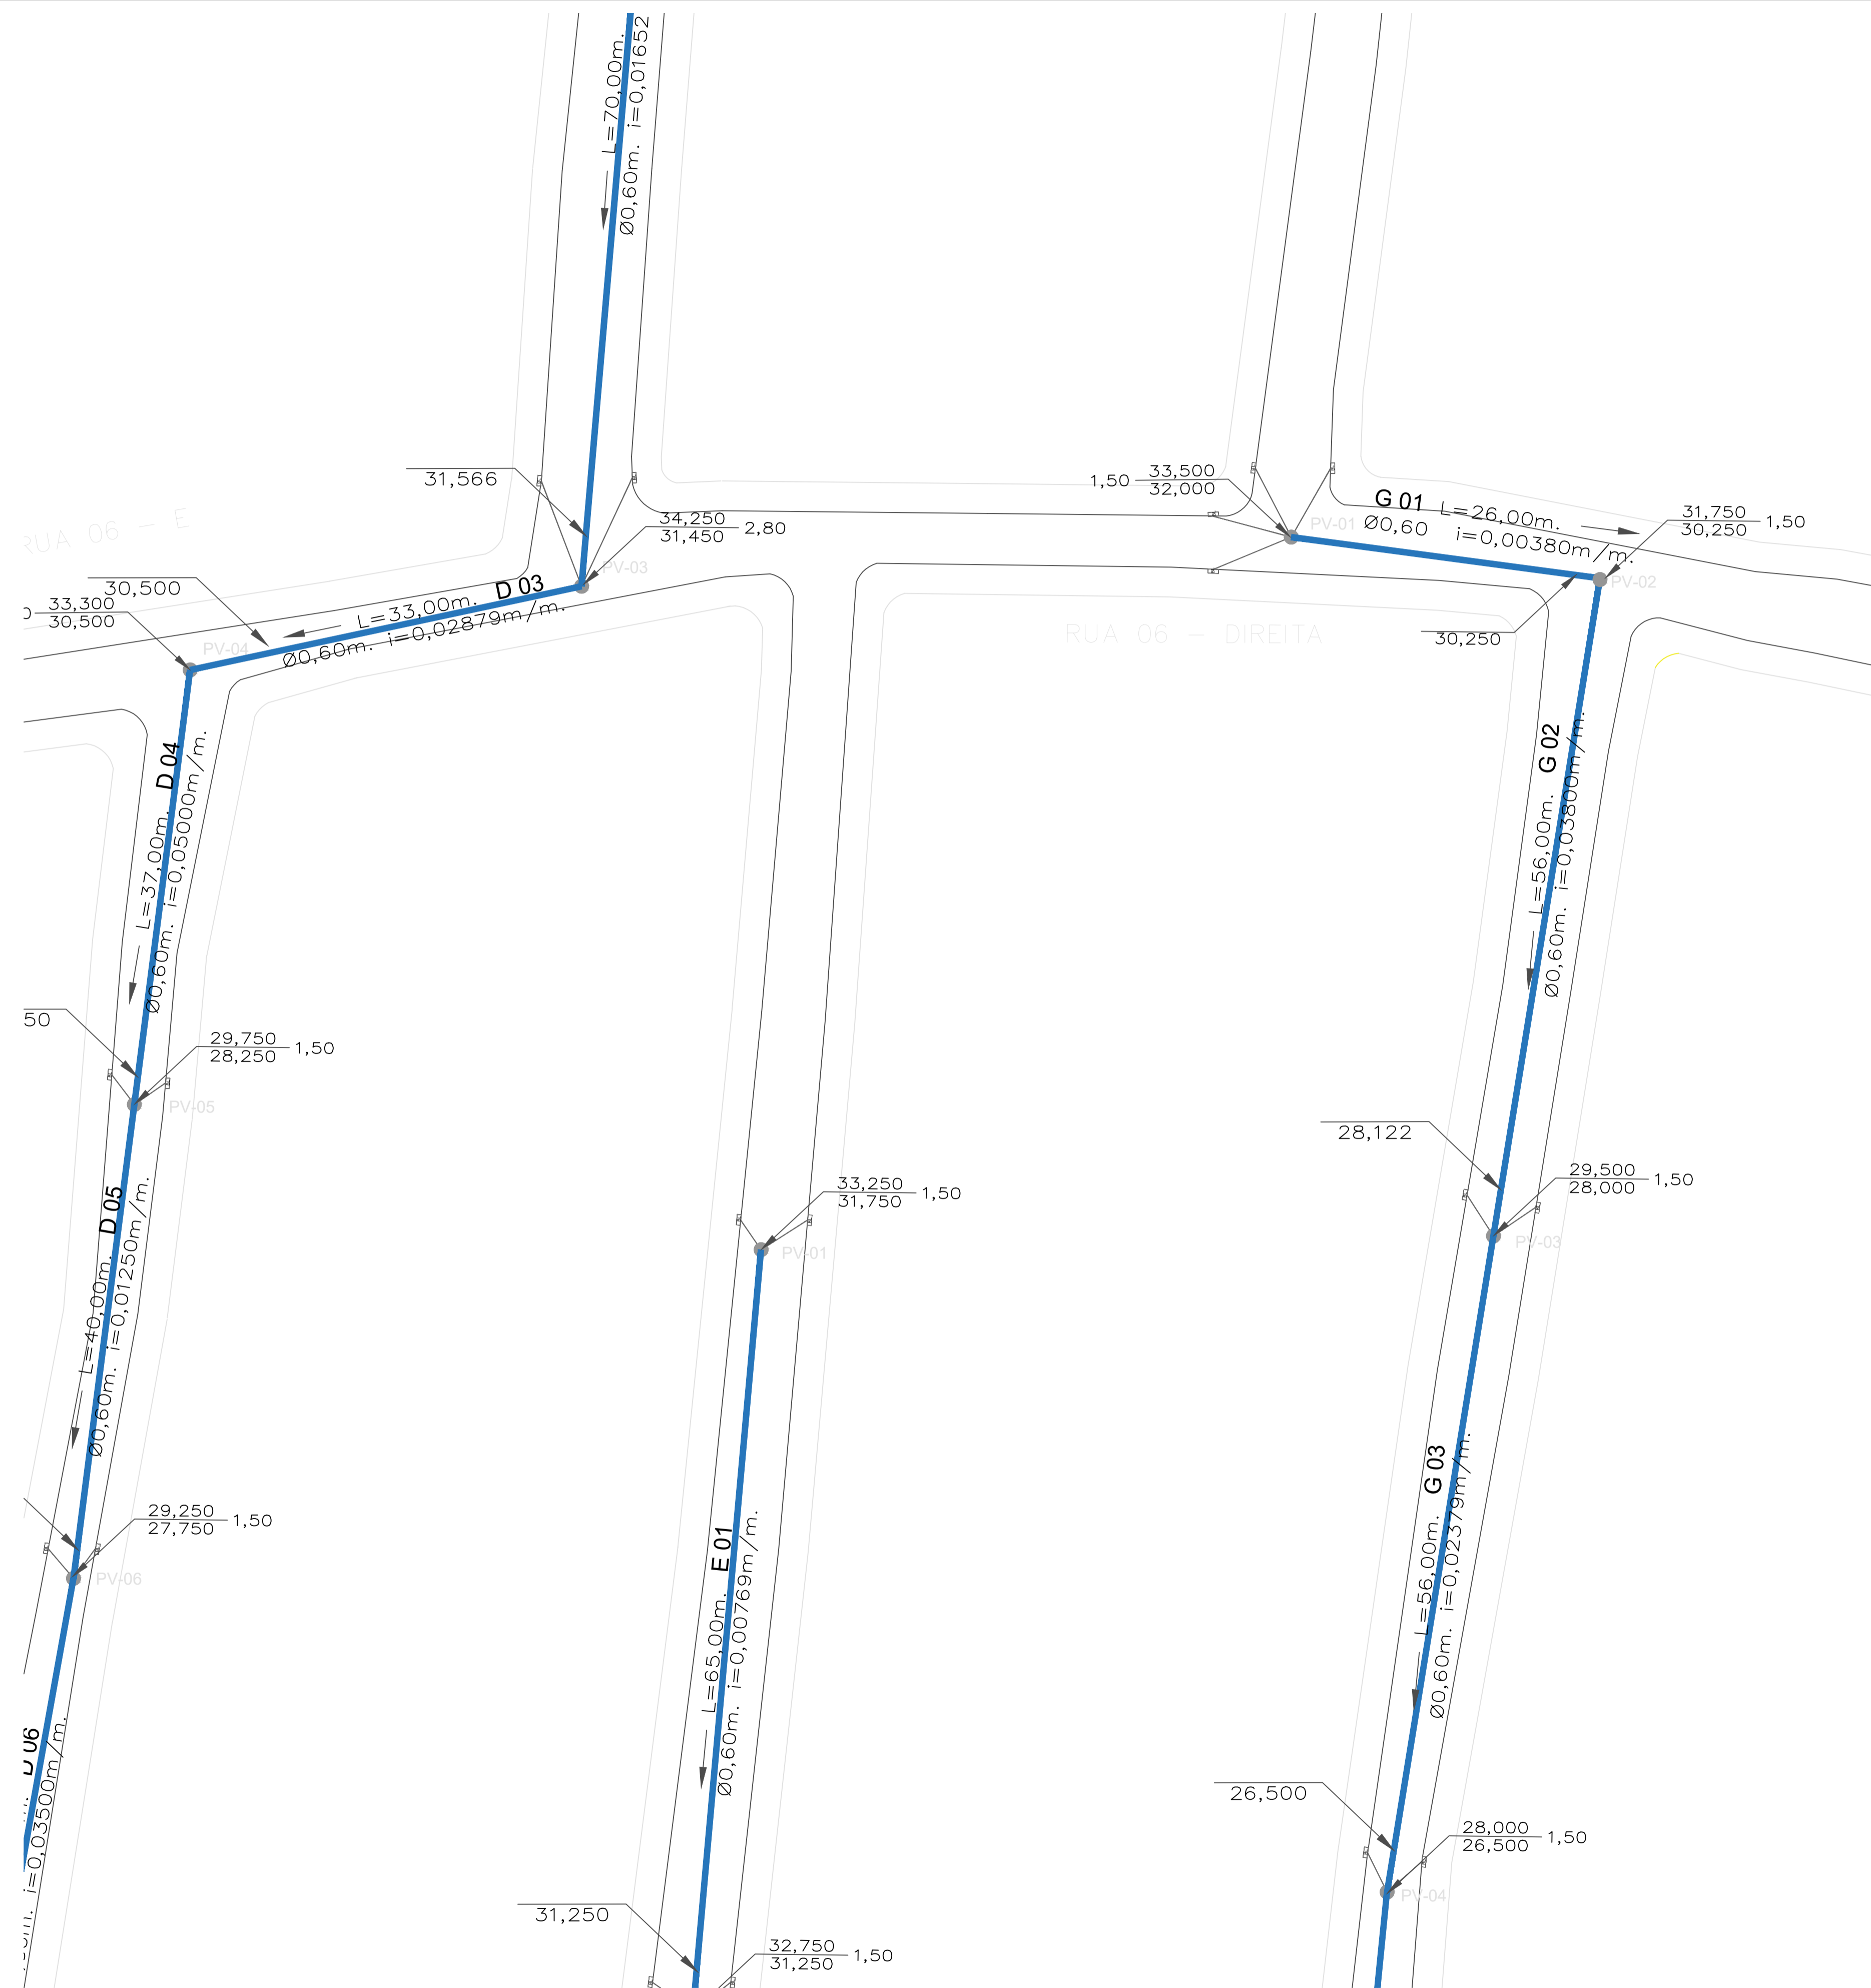 L=70,00m.
Ø0,60m. i=0,01652
31,566
34,250
31,450
2,80
PV-03
RUA 06 - E
30,500
33,300
30,500
PV-04
L=33,00m. D 03
Ø0,60m. i=0,02879m/m.
1,50
33,500
32,000
PV-01
G 01 L=26,00m.
Ø0,60 i=0,00380m/m.
31,750
30,250
1,50
PV-02
30,250
RUA 06 - DIREITA
L=37,00m. D 04
Ø0,60m. i=0,05000m/m.
L=56,00m. G 02
Ø0,60m. i=0,03800m/m.
50
29,750
28,250
1,50
PV-05
28,122
29,500
28,000
1,50
PV-03
33,250
31,750
1,50
PV-01
L=40,00m. D 05
Ø0,60m. i=0,01250m/m.
29,250
27,750
1,50
PV-06
L=65,00m. E 01
Ø0,60m. i=0,00769m/m.
L=56,00m. G 03
Ø0,60m. i=0,02379m/m.
D 06
i=0,03500m/m.
26,500
28,000
26,500
1,50
PV-04
31,250
32,750
31,250
1,50